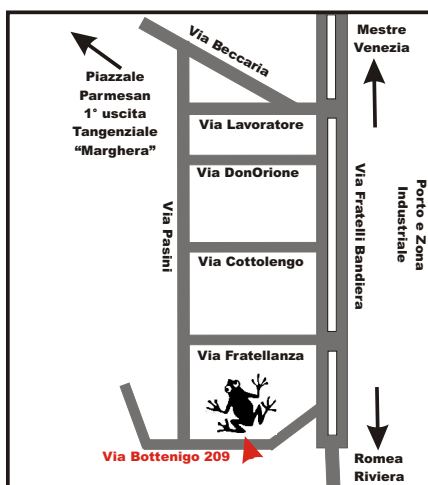 Via Beccaria
Mestre
Venezia
Piazzale
Parmesan
1° uscita
Tangenziale
“Marghera”
Via Lavoratore
Via DonOrione
Via Pasini
Via Fratelli Bandiera
Porto e Zona
Industriale
Via Cottolengo
Via Fratellanza
Via Bottenigo 209
Romea
Riviera